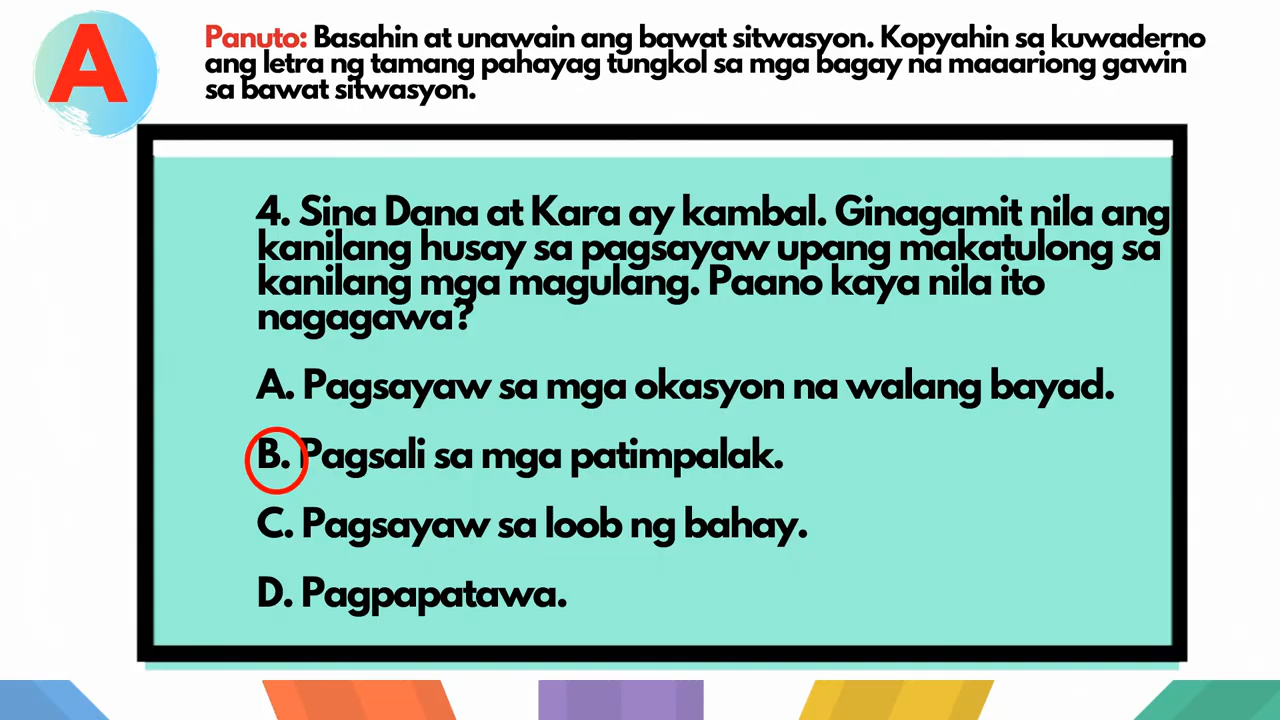 A
Panuto: Basahin at unawain ang bawat sitwasyon. Kopyahin sa kuwaderno
ang letra ng tamang pahayag tungkol sa mga bagay na maaariong gawin
sa bawat sitwasyon.
4. Sina Dana at Kara ay kambal. Ginagamit nila ang
kanilang husay sa pagsayaw upang makatulong sa
kanilang mga magulang. Paano kaya nila ito
nagagawa?
A. Pagsayaw sa mga okasyon na walang bayad.
B. Pagsali sa mga patimpalak.
C. Pagsayaw sa loob ng bahay.
D. Pagpapatawa.